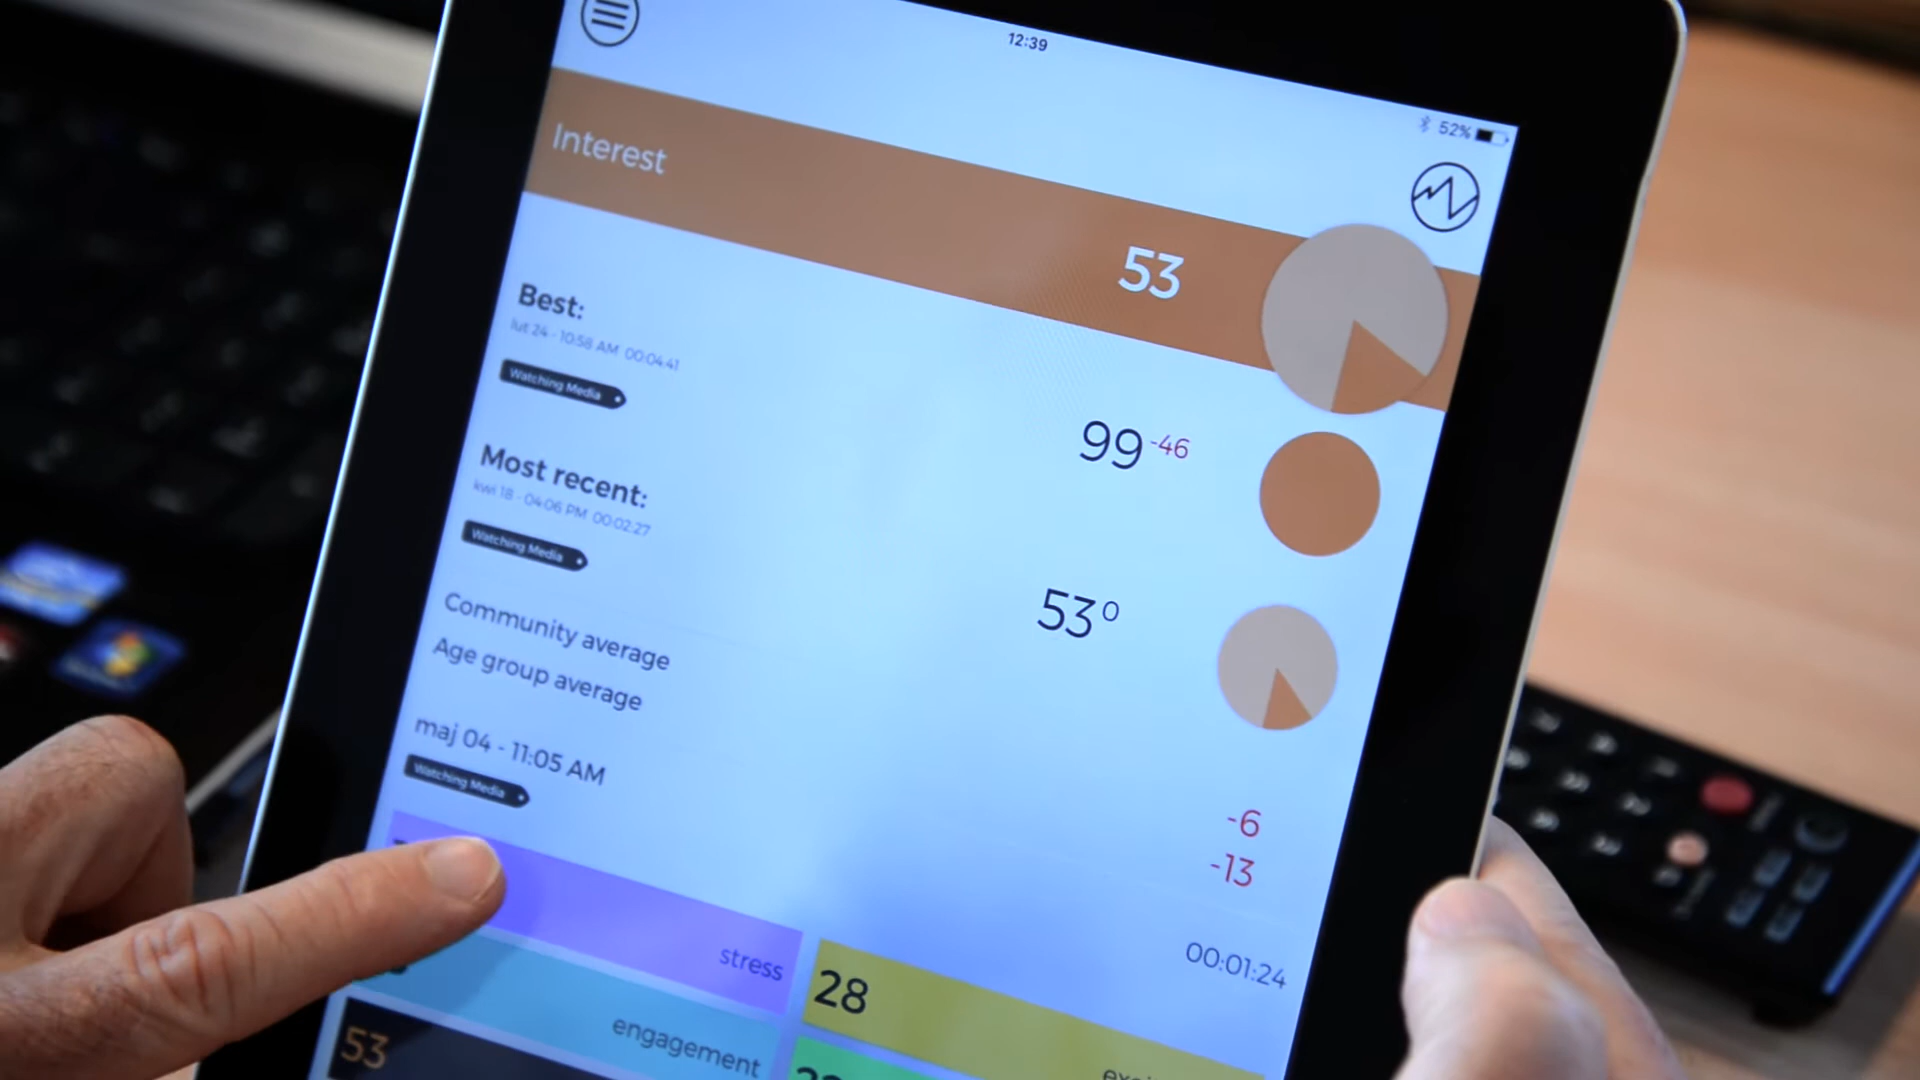 12:39
52%
Interest
53
Best:
lut 24 - 10:58 AM 00:04:41
Watching Media
99 -46
Most recent:
kwi 18 - 04:06 PM 00:02:27
Watching Media
53 0
Community average
-6
Age group average
-13
maj 04 - 11:05 AM
00:01:24
Watching Media
stress
28
engagement
53